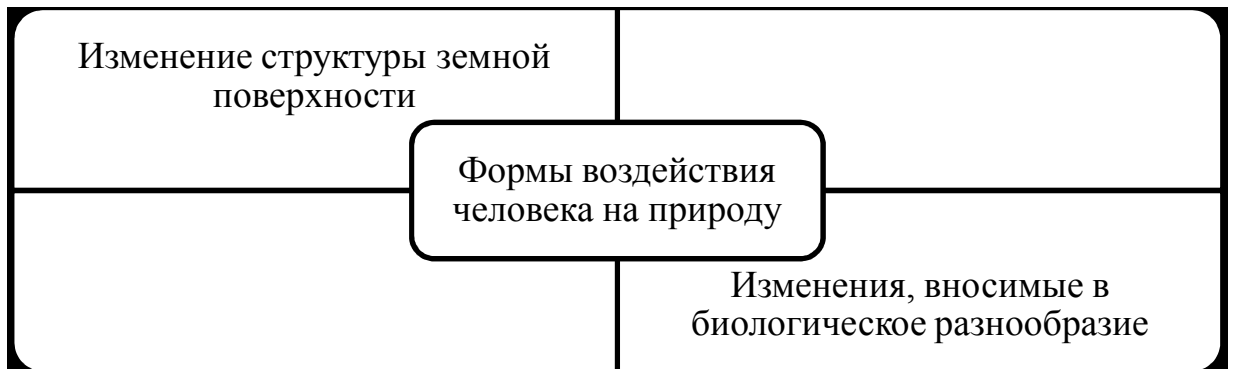 Изменение структуры земной
поверхности
Формы воздействия
человека на природу
Изменения, вносимые в
биологическое разнообразие